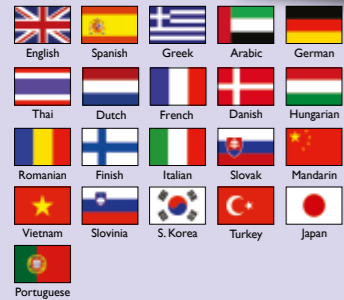 English Spanish Greek Arabic German
Thai Dutch French Danish Hungarian
Romanian Finish Italian Slovak Mandarin
Vietnam Slovinia S. Korea Turkey Japan
Portuguese